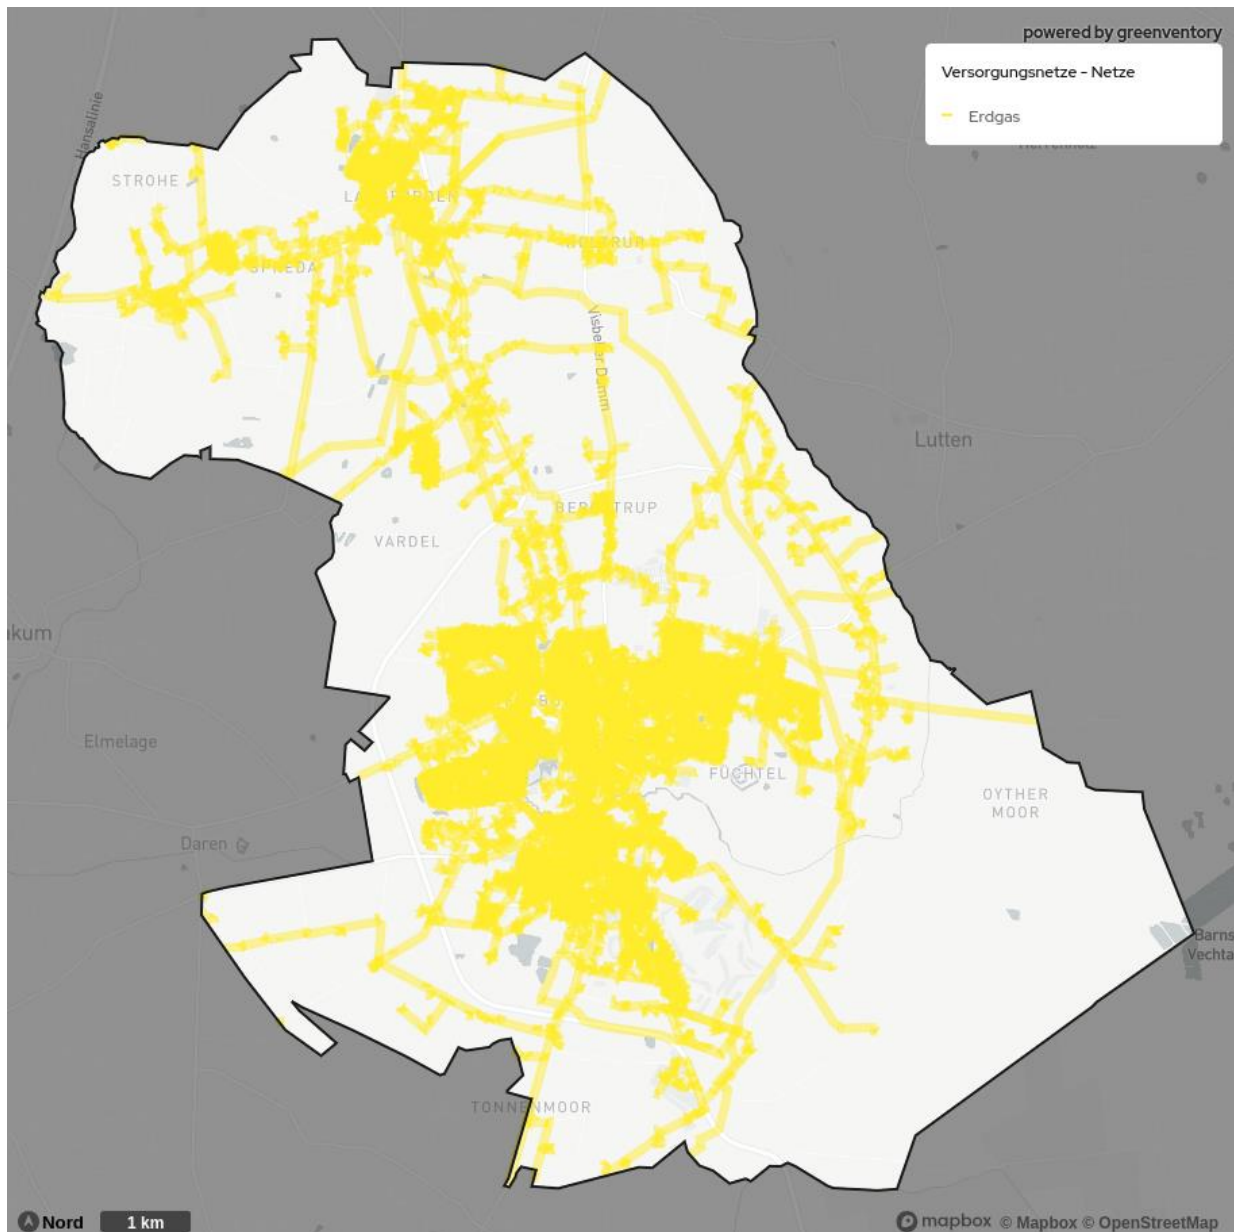 powered by greenventory
Versorgungsnetze - Netze
Erdgas
Hansalinie
STROHE
SPREDA
Visbeker Damm
Lutten
BERGSTRUP
VARDEL
Elmelage
FÜCHTEL
OYTHER
MOOR
Daren
Barns
Vechta
TONNENMOOR
Nord
1 km
mapbox © Mapbox © OpenStreetMap